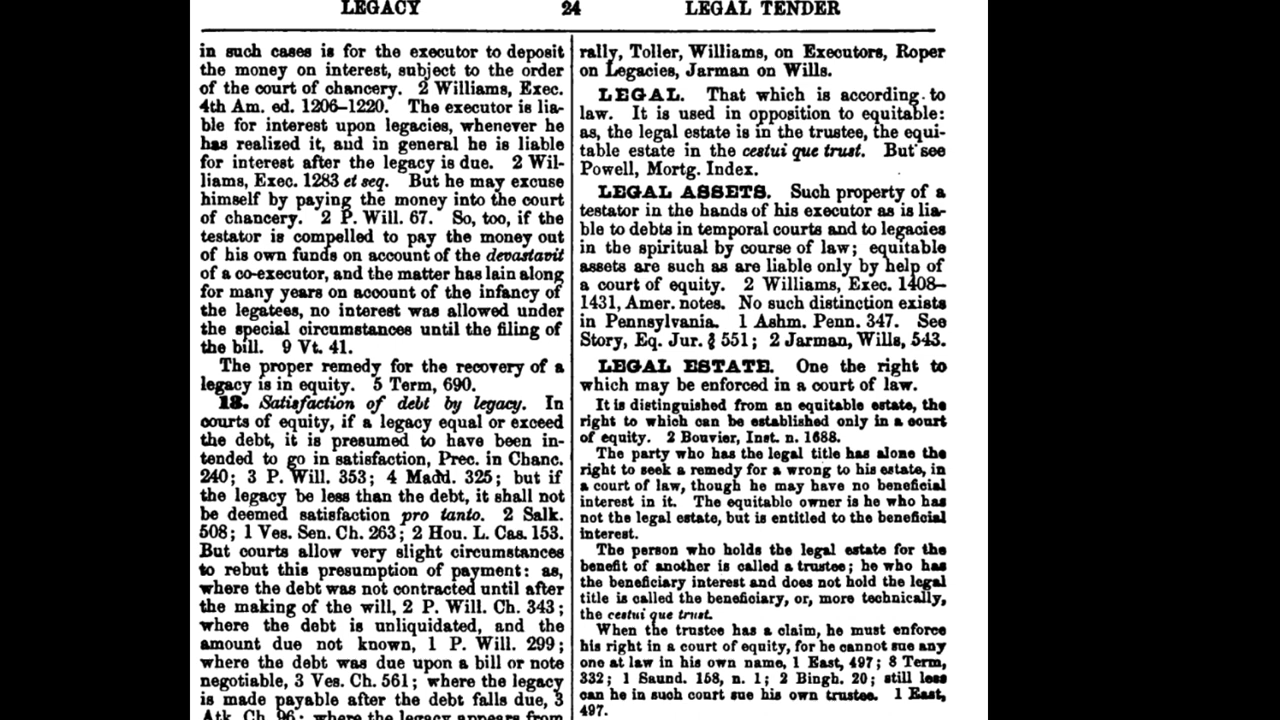 LEGACY 24 LEGAL TENDER
in such cases is for the executor to deposit
the money on interest, subject to the order
of the court of chancery. 2 Williams, Exec.
4th Am. ed. 1206–1220. The executor is lia-
ble for interest upon legacies, whenever he
has realized it, and in general he is liable
for interest after the legacy is due. 2 Wil-
liams, Exec. 1283 et seq. But he may excuse
himself by paying the money into the court
of chancery. 2 P. Will. 67. So, too, if the
testator is compelled to pay the money out
of his own funds on account of the devastavit
of a co-executor, and the matter has lain along
for many years on account of the infancy of
the legatees, no interest was allowed under
the special circumstances until the filing of
the bill. 9 Vt. 41.
The proper remedy for the recovery of a
legacy is in equity. 5 Term, 690.
13. Satisfaction of debt by legacy. In
courts of equity, if a legacy equal or exceed
the debt, it is presumed to have been in-
tended to go in satisfaction, Prec. in Chanc.
240; 3 P. Will. 353; 4 Madd. 325; but if
the legacy be less than the debt, it shall not
be deemed satisfaction pro tanto. 2 Salk.
508; 1 Ves. Sen. Ch. 263; 2 Hou. L. Cas. 153.
But courts allow very slight circumstances
to rebut this presumption of payment: as,
where the debt was not contracted until after
the making of the will, 2 P. Will. Ch. 343;
where the debt is unliquidated, and the
amount due not known, 1 P. Will. 299;
where the debt was due upon a bill or note
negotiable, 3 Ves. Ch. 561; where the legacy
is made payable after the debt falls due, 3
Atk. Ch. 96; where the legacy appears from
rally, Toller, Williams, on Executors, Roper
on Legacies, Jarman on Wills.
LEGAL. That which is according to
law. It is used in opposition to equitable:
as, the legal estate is in the trustee, the equi-
table estate in the cestui que trust. But see
Powell, Mortg. Index.
LEGAL ASSETS. Such property of a
testator in the hands of his executor as is lia-
ble to debts in temporal courts and to legacies
in the spiritual by course of law; equitable
assets are such as are liable only by help of
a court of equity. 2 Williams, Exec. 1408–
1431, Amer. notes. No such distinction exists
in Pennsylvania. 1 Ashm. Penn. 347. See
Story, Eq. Jur. § 551; 2 Jarman, Wills, 543.
LEGAL ESTATE. One the right to
which may be enforced in a court of law.
It is distinguished from an equitable estate, the
right to which can be established only in a court
of equity. 2 Bouvier, Inst. n. 1688.
The party who has the legal title has alone the
right to seek a remedy for a wrong to his estate, in
a court of law, though he may have no beneficial
interest in it. The equitable owner is he who has
not the legal estate, but is entitled to the beneficial
interest.
The person who holds the legal estate for the
benefit of another is called a trustee; he who has
the beneficiary interest and does not hold the legal
title is called the beneficiary, or, more technically,
the cestui que trust.
When the trustee has a claim, he must enforce
his right in a court of equity, for he cannot sue any
one at law in his own name, 1 East, 497; 8 Term,
332; 1 Saund. 158, n. 1; 2 Bingh. 20; still less
can he in such court sue his own trustee. 1 East,
497.